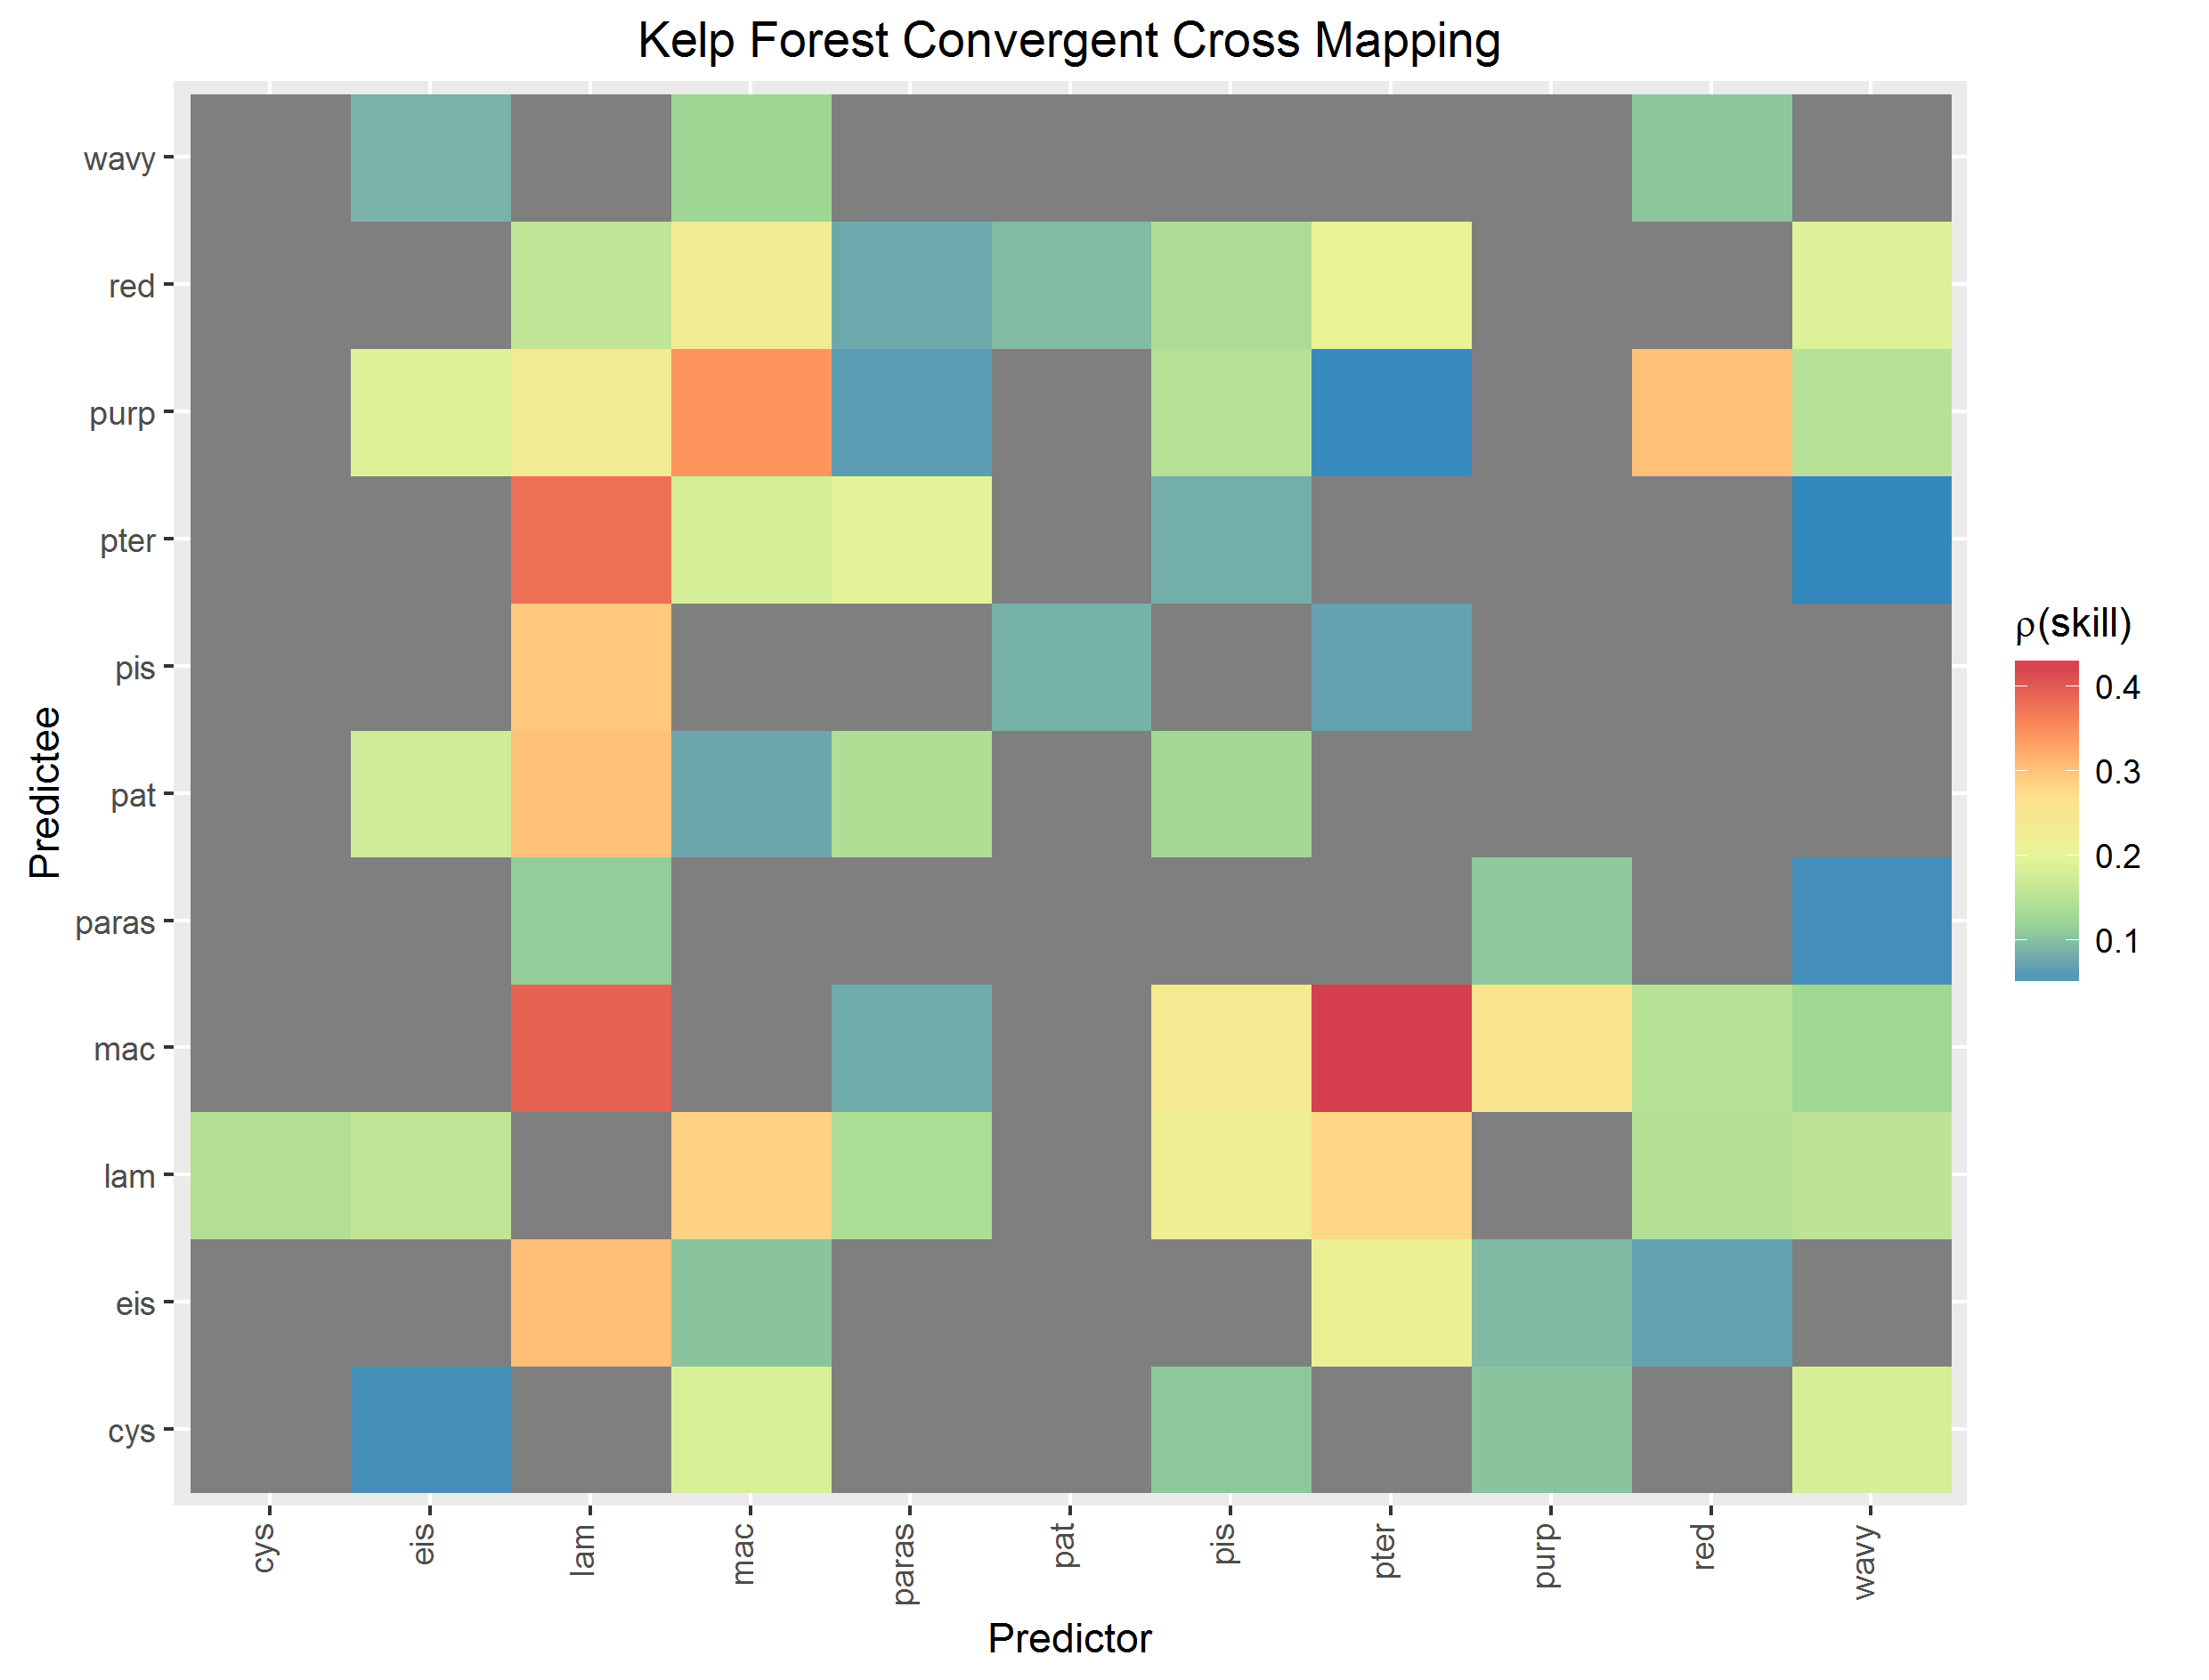 Kelp Forest Convergent Cross Mapping
Predictee
wavy
red
purp
pter
pis
pat
paras
mac
lam
eis
cys
cys
eis
lam
mac
paras
pat
pis
pter
purp
red
wavy
Predictor
ρ(skill)
0.4
0.3
0.2
0.1